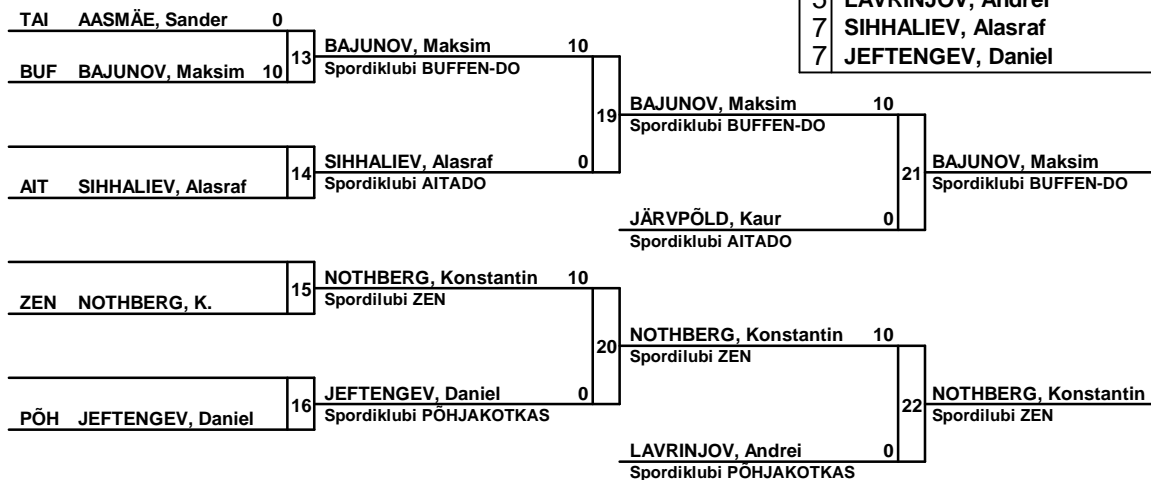 TAI AASMÄE, Sander 0
13
BUF BAJUNOV, Maksim 10
BAJUNOV, Maksim 10
Spordiklubi BUFFEN-DO
14
AIT SIHHALIEV, Alasraf
SIHHALIEV, Alasraf 0
Spordiklubi AITADO
19
BAJUNOV, Maksim 10
Spordiklubi BUFFEN-DO
JÄRVPÕLD, Kaur 0
Spordiklubi AITADO
21
BAJUNOV, Maksim
Spordiklubi BUFFEN-DO
15
ZEN NOTHBERG, K.
NOTHBERG, Konstantin 10
Spordilubi ZEN
16
PÕH JEFTENGEV, Daniel
JEFTENGEV, Daniel 0
Spordiklubi PÕHJAKOTKAS
20
NOTHBERG, Konstantin 10
Spordilubi ZEN
LAVRINJOV, Andrei 0
Spordiklubi PÕHJAKOTKAS
22
NOTHBERG, Konstantin
Spordilubi ZEN
5 LAVRINJOV, Andrei
7 SIHHALIEV, Alasraf
7 JEFTENGEV, Daniel